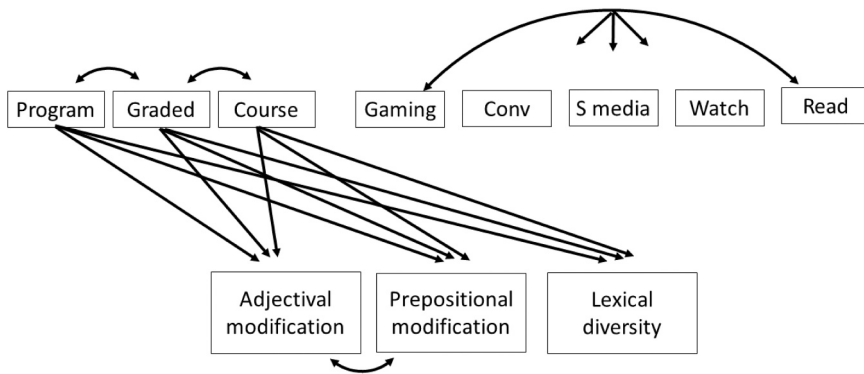 Program
Graded
Course
Gaming
Conv
S media
Watch
Read
Adjectival
modification
Prepositional
modification
Lexical
diversity